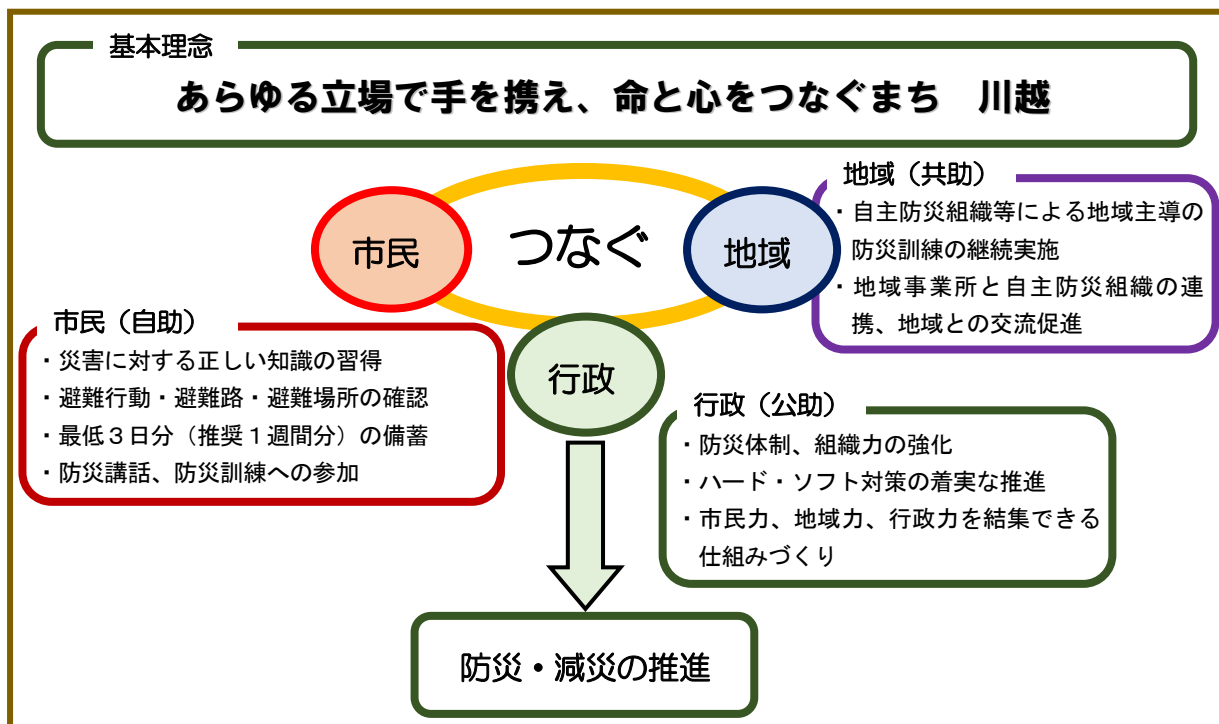 基本理念
あらゆる立場で手を携え、命と心をつなぐまち　川越
市民
つなぐ
地域
行政
地域（共助）
・自主防災組織等による地域主導の
防災訓練の継続実施
・地域事業所と自主防災組織の連
携、地域との交流促進
市民（自助）
・災害に対する正しい知識の習得
・避難行動・避難路・避難場所の確認
・最低３日分（推奨１週間分）の備蓄
・防災講話、防災訓練への参加
行政（公助）
・防災体制、組織力の強化
・ハード・ソフト対策の着実な推進
・市民力、地域力、行政力を結集できる
仕組みづくり
防災・減災の推進